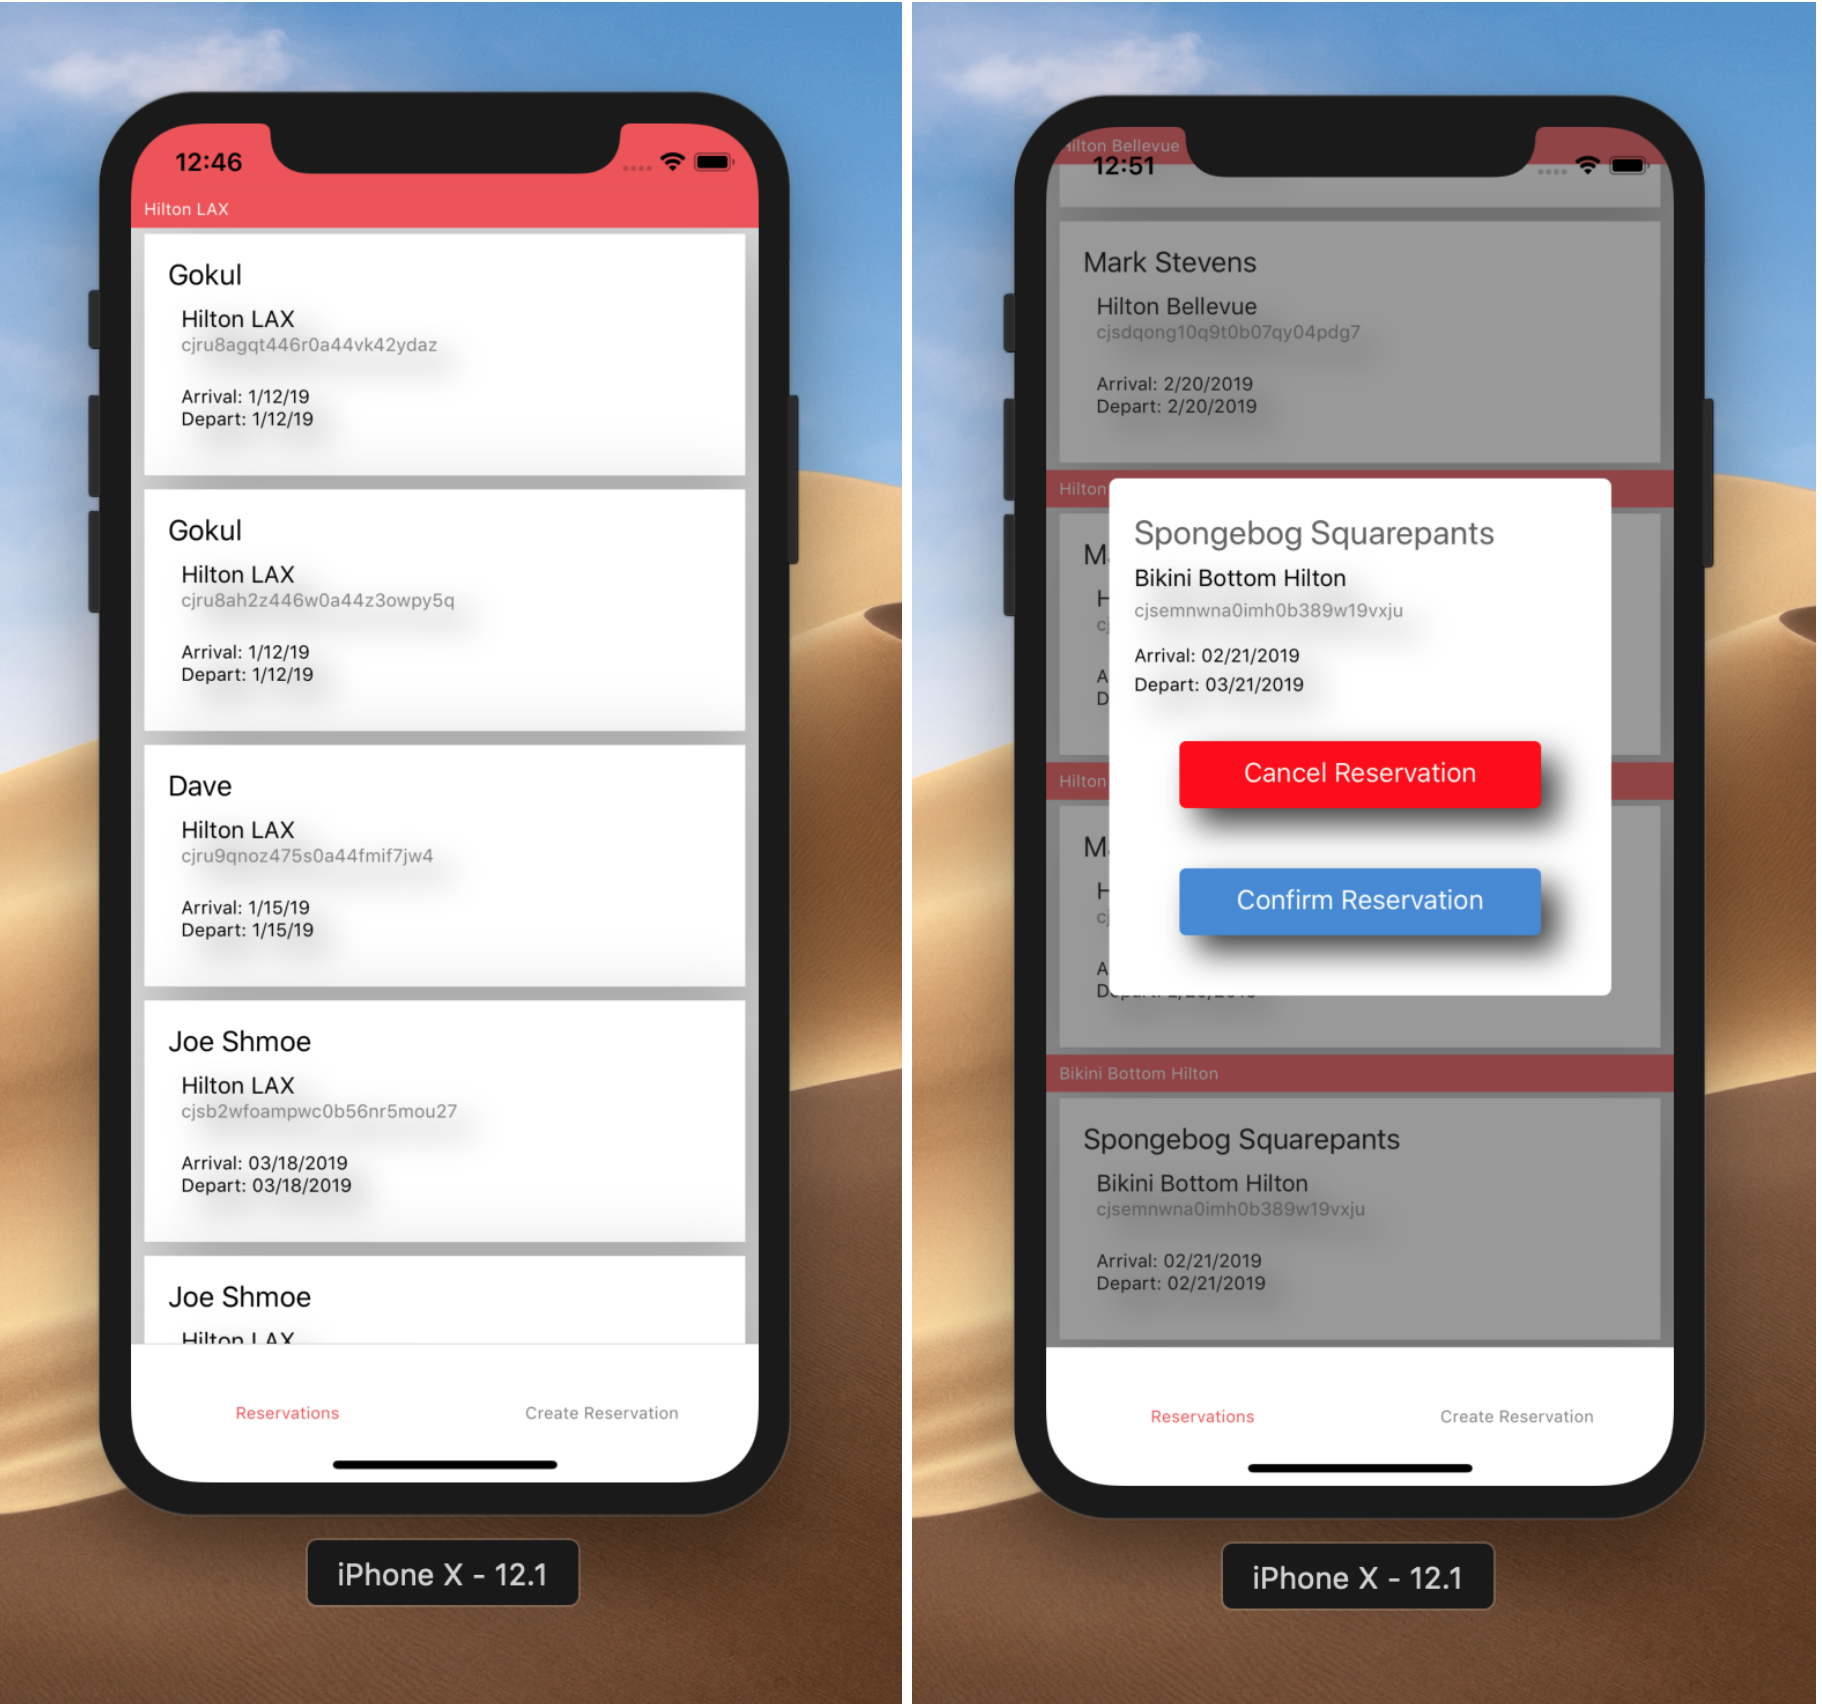 12:46
Hilton LAX
Gokul
Hilton LAX
cjru8agqt446r0a44vk42ydaz
Arrival: 1/12/19
Depart: 1/12/19
Gokul
Hilton LAX
cjru8ah2z446w0a44z3owpy5q
Arrival: 1/12/19
Depart: 1/12/19
Dave
Hilton LAX
cjru9qnoz475s0a44fmif7jw4
Arrival: 1/15/19
Depart: 1/15/19
Joe Shmoe
Hilton LAX
cjsb2wfoampwc0b56nr5mou27
Arrival: 03/18/2019
Depart: 03/18/2019
Joe Shmoe
Hilton LAX
Reservations Create Reservation
iPhone X - 12.1
Hilton Bellevue
12:51
Mark Stevens
Hilton Bellevue
cjsdqong10q9t0b07qy04pdg7
Arrival: 2/20/2019
Depart: 2/20/2019
Hilton
Spongebog Squarepants
Bikini Bottom Hilton
cjsemnwna0imh0b389w19vxju
Arrival: 02/21/2019
Depart: 03/21/2019
Hilton
Cancel Reservation
Confirm Reservation
Bikini Bottom Hilton
Spongebog Squarepants
Bikini Bottom Hilton
cjsemnwna0imh0b389w19vxju
Arrival: 02/21/2019
Depart: 02/21/2019
Reservations Create Reservation
iPhone X - 12.1